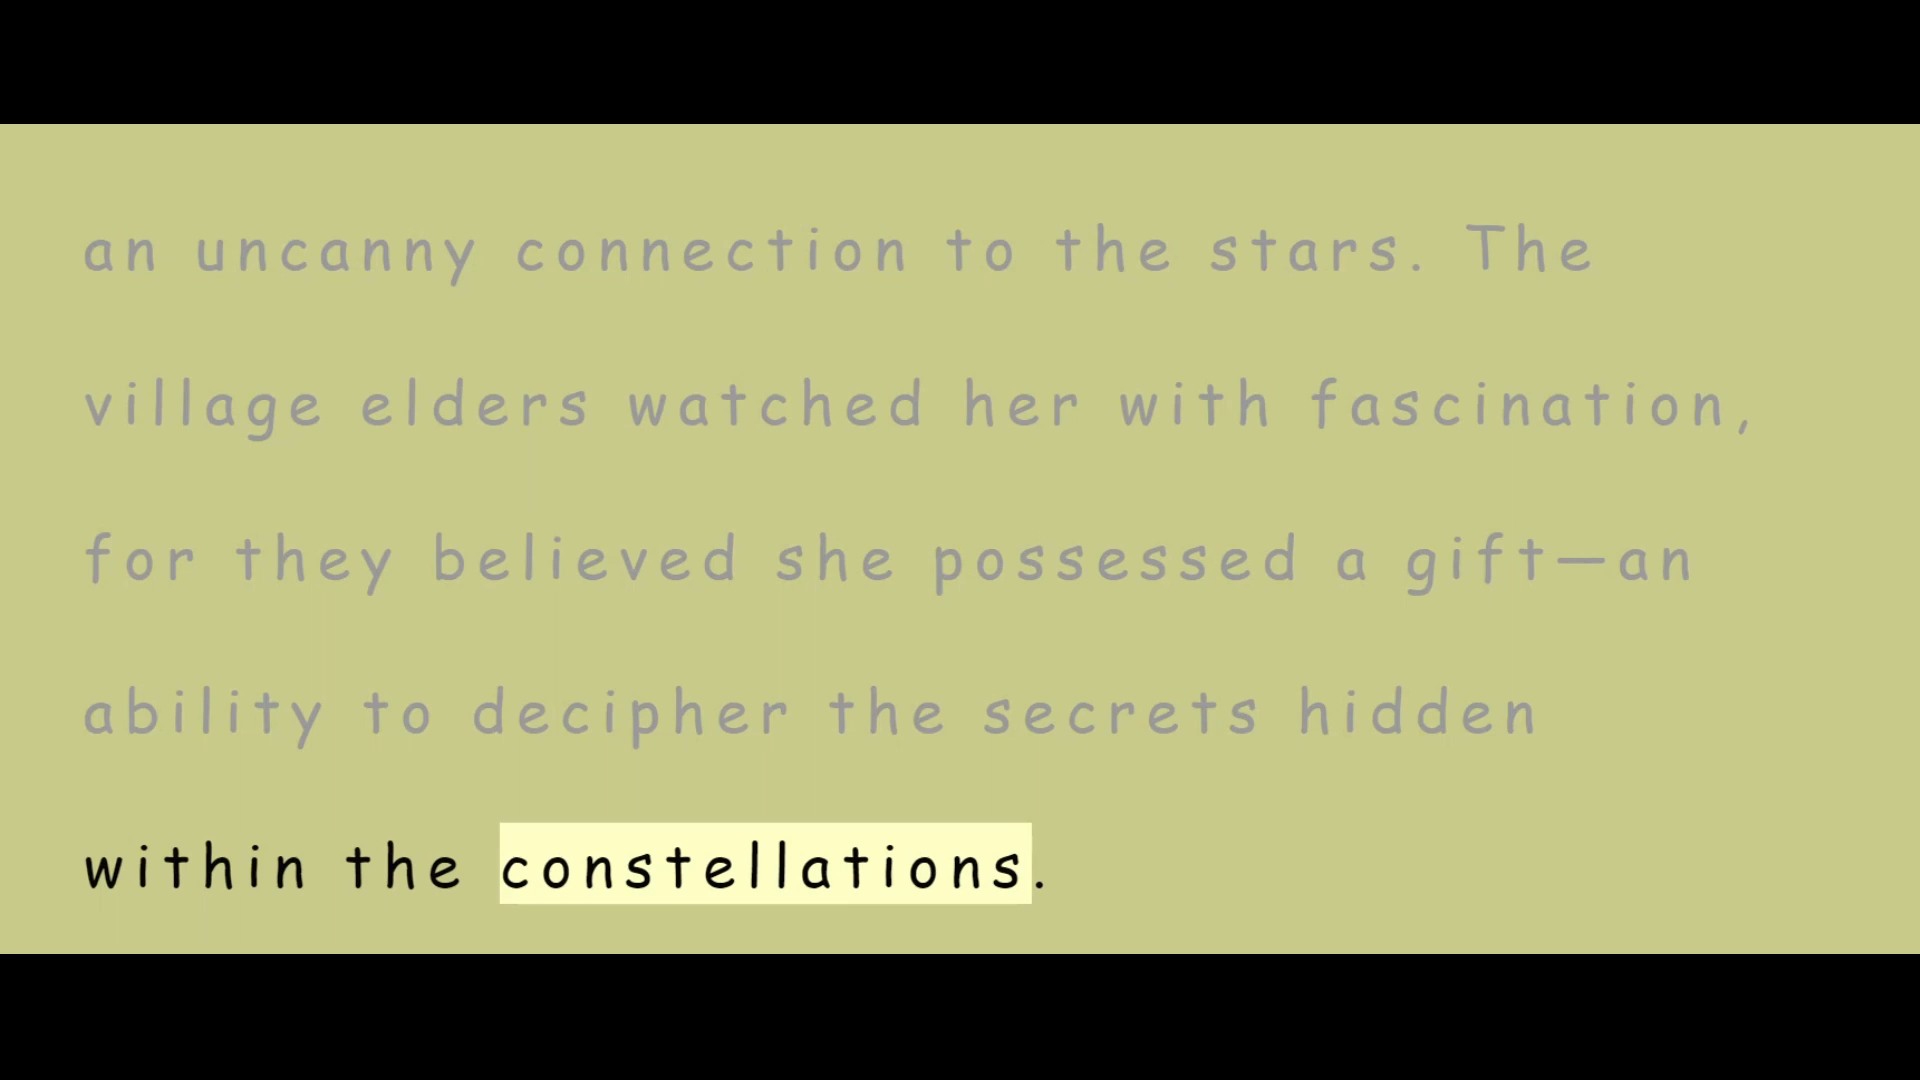 an uncanny connection to the stars. The
village elders watched her with fascination,
for they believed she possessed a gift—an
ability to decipher the secrets hidden
within the constellations.